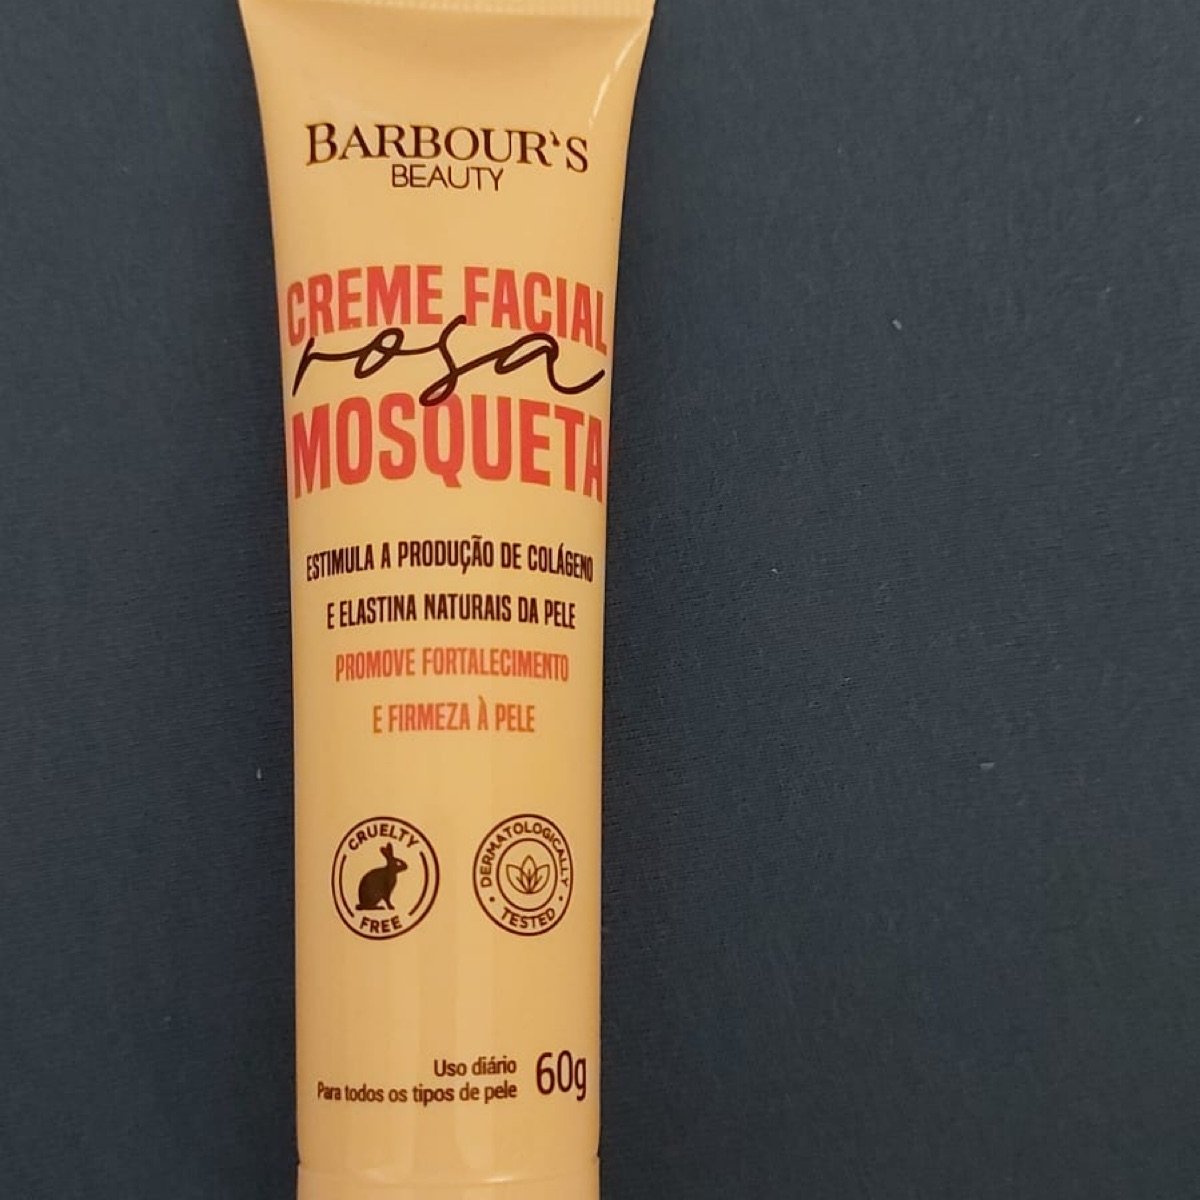 BARBOUR'S
BEAUTY
CREME FACIAL
rosa
MOSQUETA
ESTIMULA A PRODUÇÃO DE COLÁGENO
E ELASTINA NATURAIS DA PELE
PROMOVE FORTALECIMENTO
E FIRMEZA À PELE
CRUELTY
FREE
DERMATOLOGICALLY
TESTED
Uso diário
Para todos os tipos de pele
60g